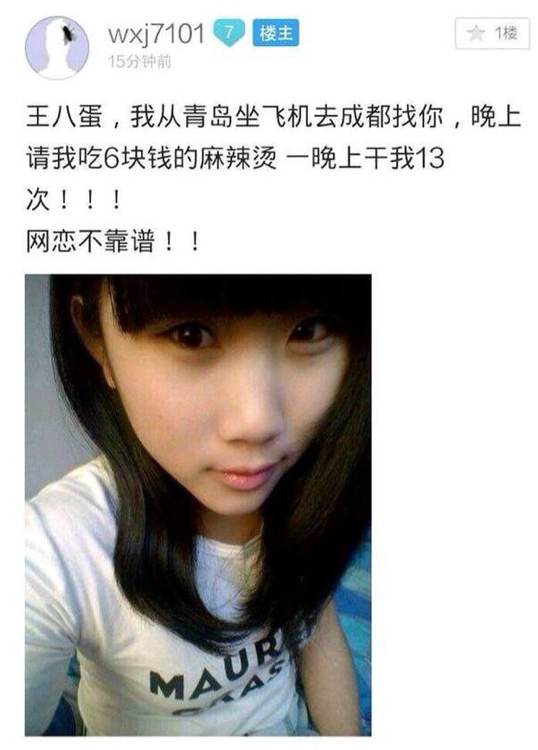 wxj7101 7 楼主
1楼
15分钟前
王八蛋，我从青岛坐飞机去成都找你，晚上
请我吃6块钱的麻辣烫 一晚上干我13
次！！！
网恋不靠谱！！
MAUR